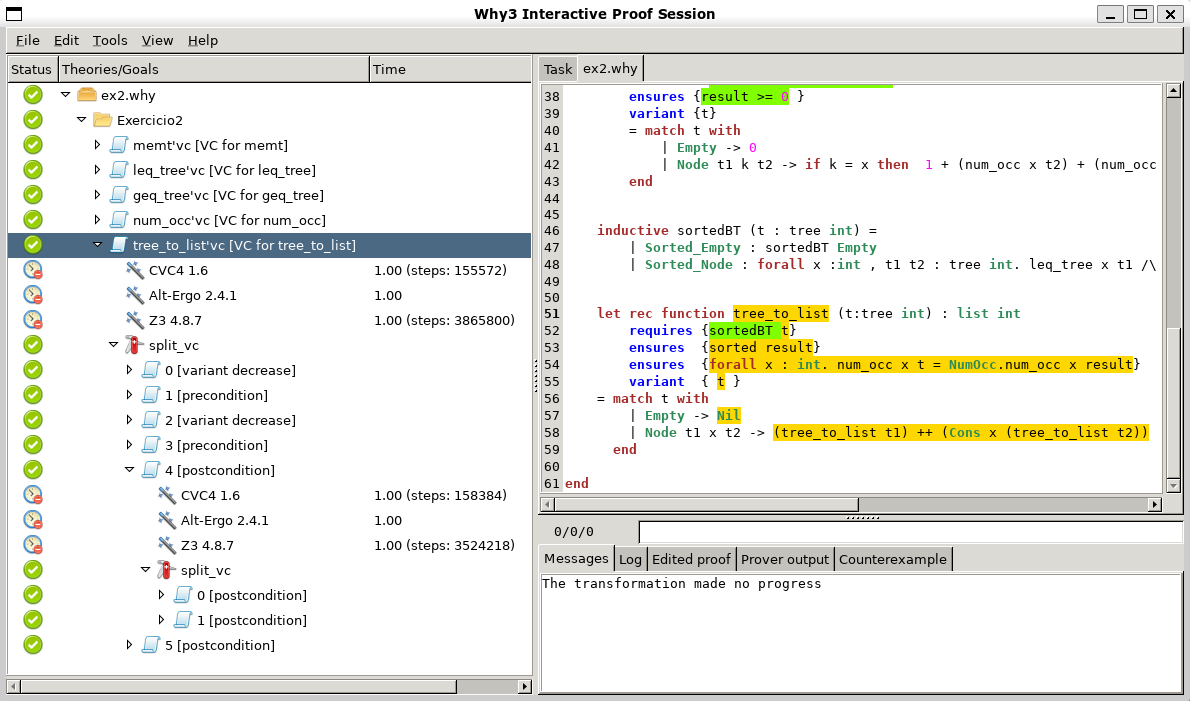 Why3 Interactive Proof Session
File Edit Tools View Help
Status Theories/Goals Time
ex2.why
Exercicio2
memt'vc [VC for memt]
leq_tree'vc [VC for leq_tree]
geq_tree'vc [VC for geq_tree]
num_occ'vc [VC for num_occ]
tree_to_list'vc [VC for tree_to_list]
CVC4 1.6 1.00 (steps: 155572)
Alt-Ergo 2.4.1 1.00
Z3 4.8.7 1.00 (steps: 3865800)
split_vc
0 [variant decrease]
1 [precondition]
2 [variant decrease]
3 [precondition]
4 [postcondition]
CVC4 1.6 1.00 (steps: 158384)
Alt-Ergo 2.4.1 1.00
Z3 4.8.7 1.00 (steps: 3524218)
split_vc
0 [postcondition]
1 [postcondition]
5 [postcondition]
Task ex2.why
38 ensures {result >= 0 }
39 variant {t}
40 = match t with
41 | Empty -> 0
42 | Node t1 k t2 -> if k = x then 1 + (num_occ x t2) + (num_occ
43 end
44
45
46 inductive sortedBT (t : tree int) =
47 | Sorted_Empty : sortedBT Empty
48 | Sorted_Node : forall x :int , t1 t2 : tree int. leq_tree x t1 /\
49
50
51 let rec function tree_to_list (t:tree int) : list int
52 requires {sortedBT t}
53 ensures {sorted result}
54 ensures {forall x : int. num_occ x t = NumOcc.num_occ x result}
55 variant { t }
56 = match t with
57 | Empty -> Nil
58 | Node t1 x t2 -> (tree_to_list t1) ++ (Cons x (tree_to_list t2))
59 end
60
61 end
0/0/0
Messages Log Edited proof Prover output Counterexample
The transformation made no progress